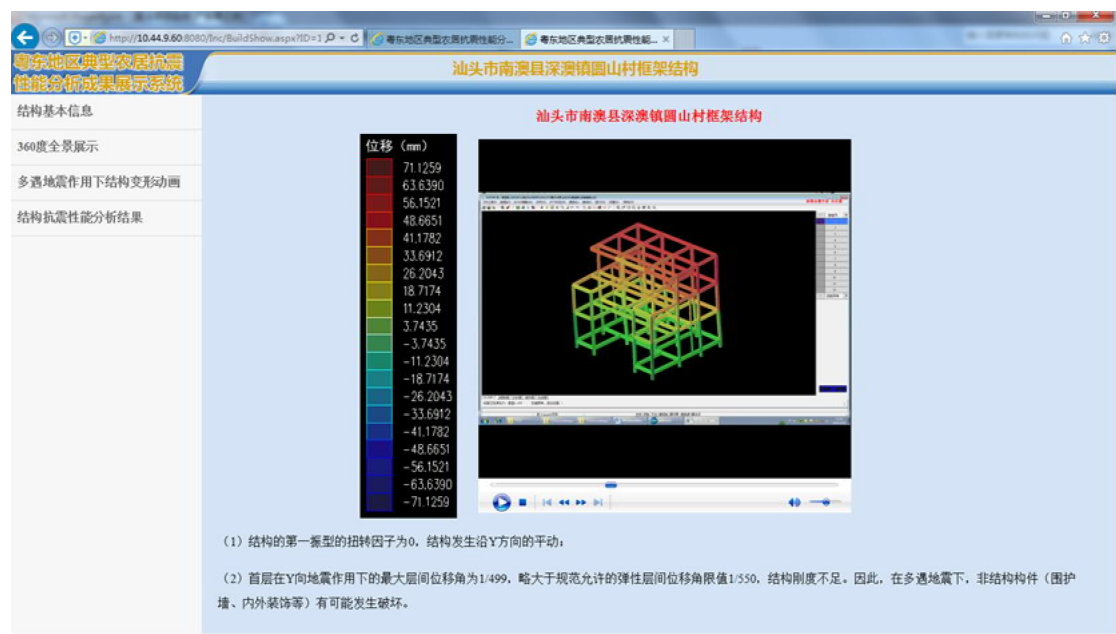 http://10.44.9.60:8080/Inc/BuildShow.aspx?ID=1
粤东地区典型农居抗震性能分...
粤东地区典型农居抗震性能... ×
粤东地区典型农居抗震
性能分析成果展示系统
汕头市南澳县深澳镇圆山村框架结构
结构基本信息
360度全景展示
多遇地震作用下结构变形动画
结构抗震性能分析结果
汕头市南澳县深澳镇圆山村框架结构
位移（mm）
71.1259
63.6390
56.1521
48.6651
41.1782
33.6912
26.2043
18.7174
11.2304
3.7435
-3.7435
-11.2304
-18.7174
-26.2043
-33.6912
-41.1782
-48.6651
-56.1521
-63.6390
-71.1259
（1）结构的第一振型的扭转因子为0，结构发生沿Y方向的平动；
（2）首层在Y向地震作用下的最大层间位移角为1/499，略大于规范允许的弹性层间位移角限值1/550，结构刚度不足。因此，在多遇地震下，非结构构件（围护
墙、内外装饰等）有可能发生破坏。